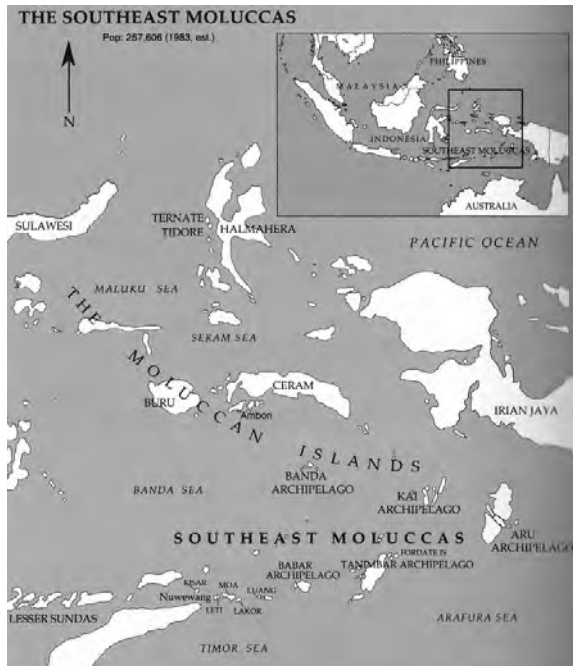 THE SOUTHEAST MOLUCCAS
Pop: 257,606 (1983, est.)
N
PHILIPPINES
MALAYSIA
INDONESIA
SOUTHEAST MOLUCCAS
AUSTRALIA
SULAWESI
TERNATE
TIDORE
HALMAHERA
PACIFIC OCEAN
MALUKU SEA
SERAM SEA
THE MOLUCCAN ISLANDS
BURU
CERAM
Ambon
IRIAN JAYA
BANDA SEA
BANDA
ARCHIPELAGO
KAI
ARCHIPELAGO
ARU
ARCHIPELAGO
SOUTHEAST MOLUCCAS
FORDATE IS
BABAR
ARCHIPELAGO
TANIMBAR ARCHIPELAGO
KISAR
MOA
LUANG
Nuwewang
LETI
LAKOR
LESSER SUNDAS
TIMOR SEA
ARAFURA SEA